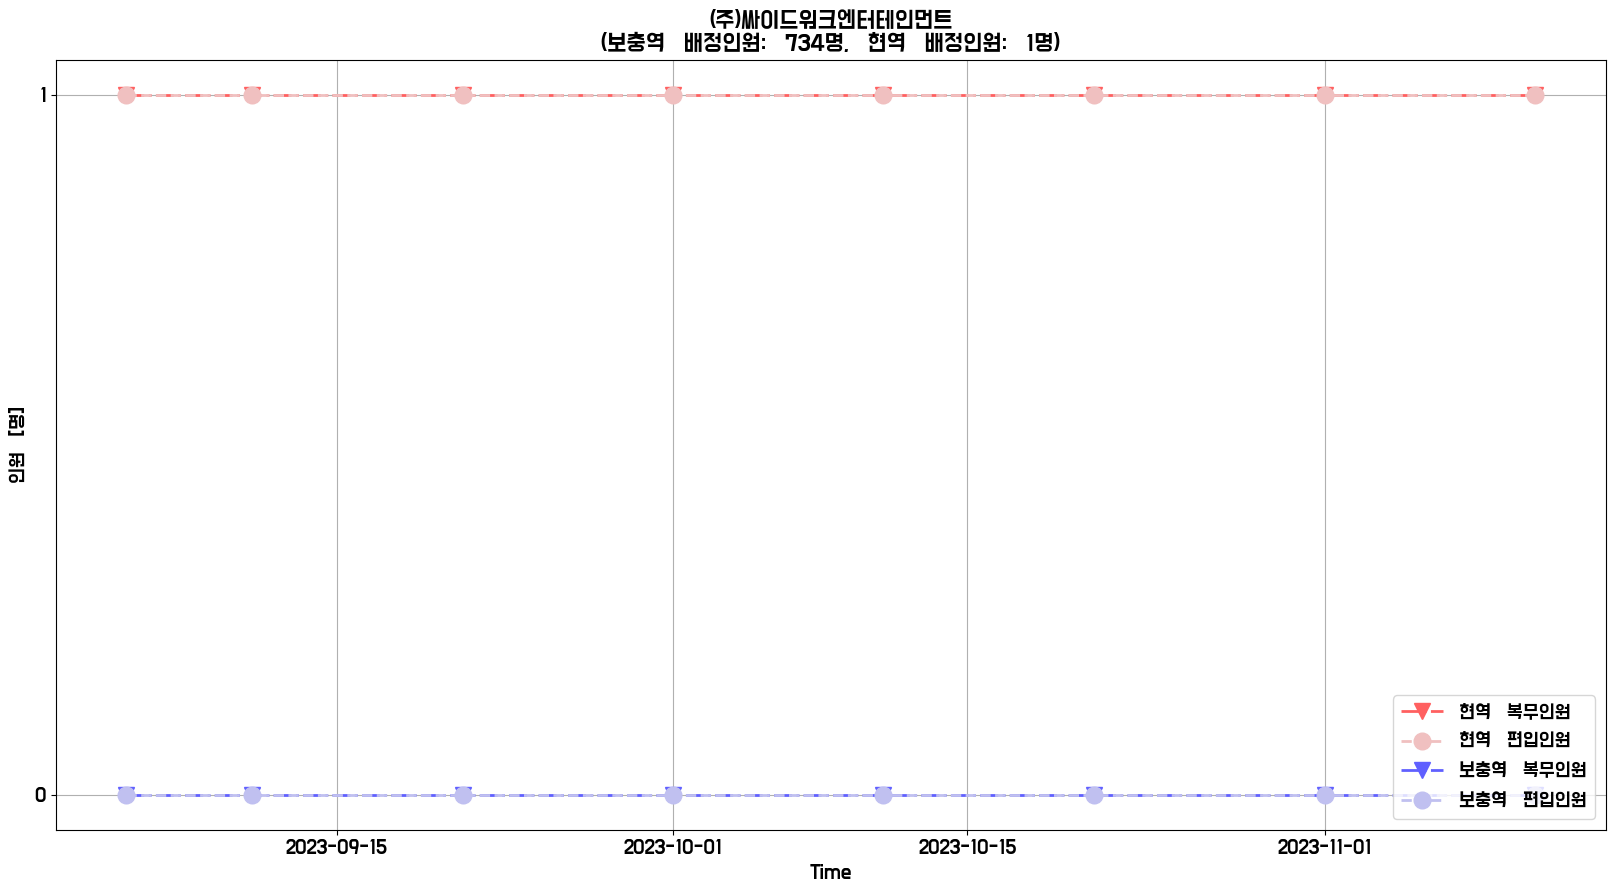 (주)싸이드워크엔터테인먼트
(보충역 배정인원: 734명, 현역 배정인원: 1명)
1
0
인원 [명]
2023-09-15
2023-10-01
2023-10-15
2023-11-01
Time
현역 복무인원
현역 편입인원
보충역 복무인원
보충역 편입인원